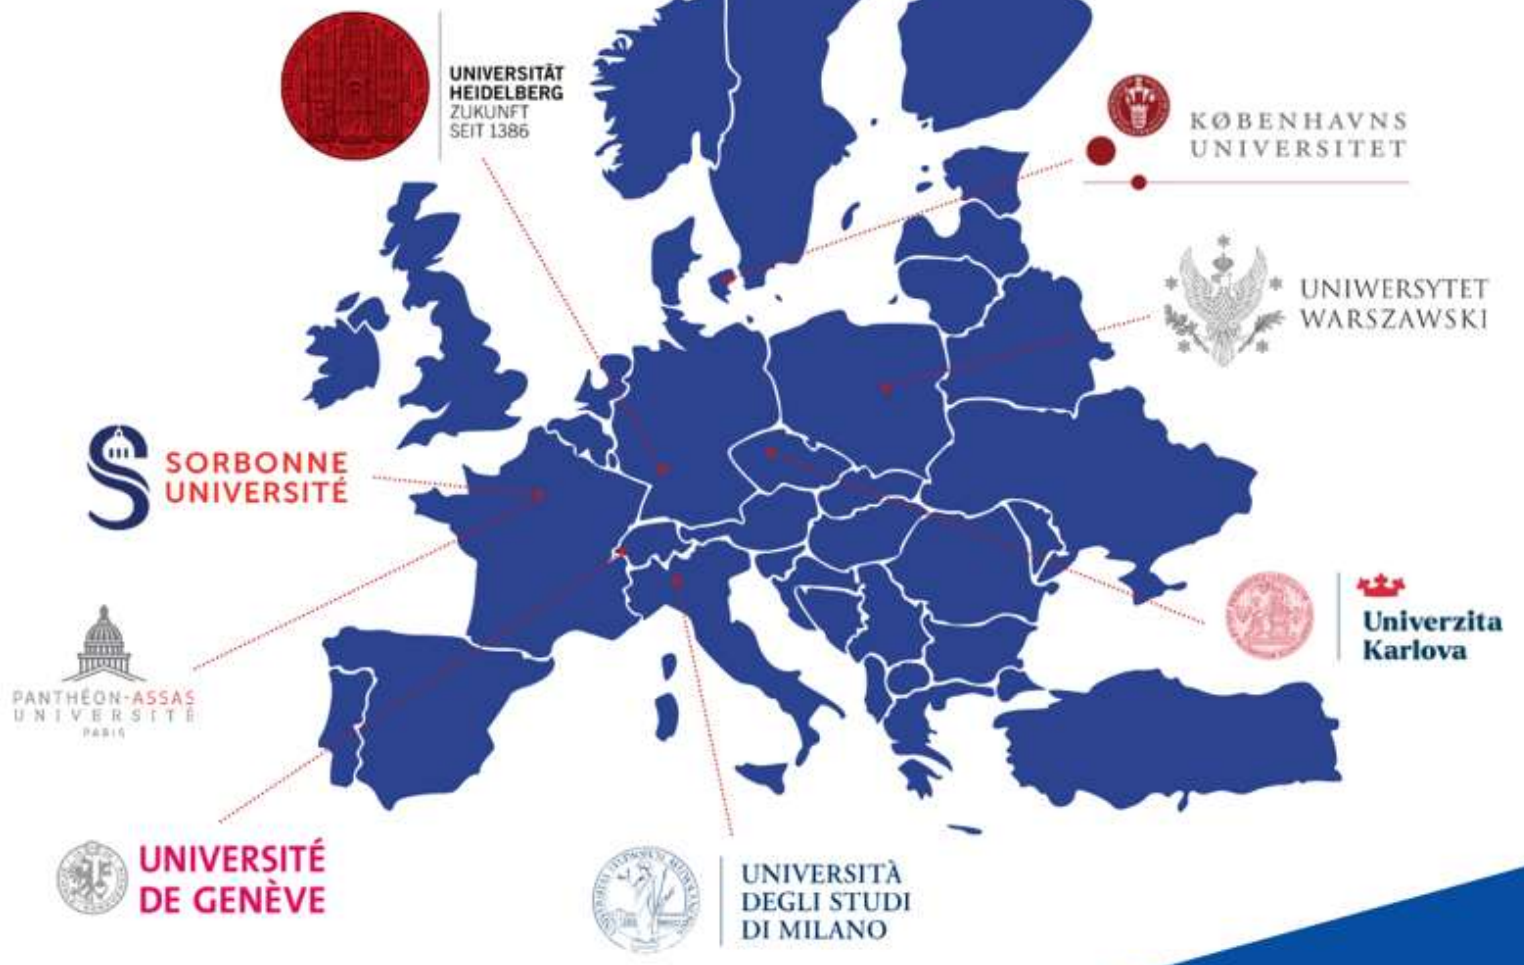 UNIVERSITÄT
HEIDELBERG
ZUKUNFT
SEIT 1386
KØBENHAVNS
UNIVERSITET
UNIWERSYTET
WARSZAWSKI
SORBONNE
UNIVERSITÉ
Univerzita
Karlova
PANTHÉON-ASSAS
UNIVERSITÉ
PARIS
UNIVERSITÉ
DE GENÈVE
UNIVERSITÀ
DEGLI STUDI
DI MILANO